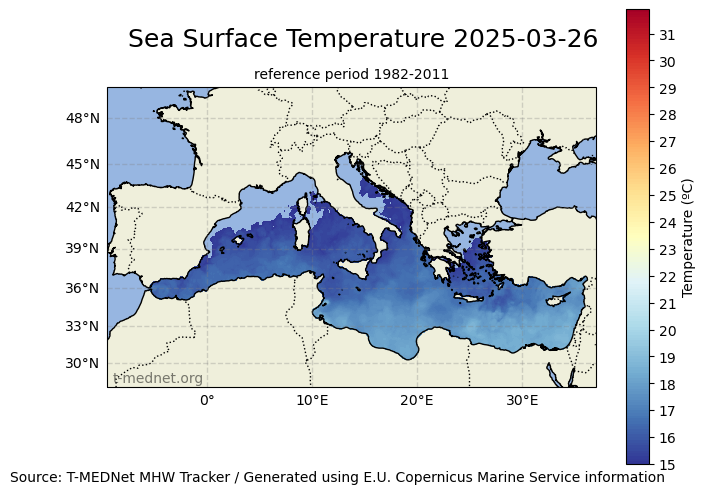 Sea Surface Temperature 2025-03-26
reference period 1982-2011
48°N
45°N
42°N
39°N
36°N
33°N
30°N
0°
10°E
20°E
30°E
t-mednet.org
31
30
29
28
27
26
25
24
23
22
21
20
19
18
17
16
15
Temperature (ºC)
Source: T-MEDNet MHW Tracker / Generated using E.U. Copernicus Marine Service information